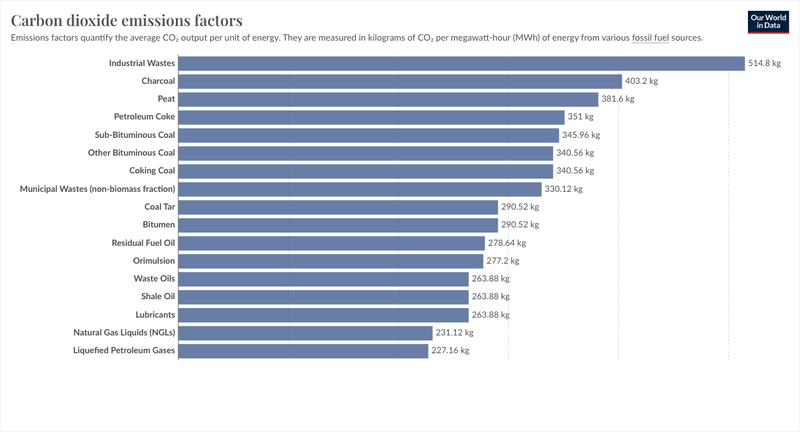 Carbon dioxide emissions factors
Our World
in Data
Emissions factors quantify the average CO₂ output per unit of energy. They are measured in kilograms of CO₂ per megawatt-hour (MWh) of energy from various fossil fuel sources.
Industrial Wastes 514.8 kg
Charcoal 403.2 kg
Peat 381.6 kg
Petroleum Coke 351 kg
Sub-Bituminous Coal 345.96 kg
Other Bituminous Coal 340.56 kg
Coking Coal 340.56 kg
Municipal Wastes (non-biomass fraction) 330.12 kg
Coal Tar 290.52 kg
Bitumen 290.52 kg
Residual Fuel Oil 278.64 kg
Orimulsion 277.2 kg
Waste Oils 263.88 kg
Shale Oil 263.88 kg
Lubricants 263.88 kg
Natural Gas Liquids (NGLs) 231.12 kg
Liquefied Petroleum Gases 227.16 kg